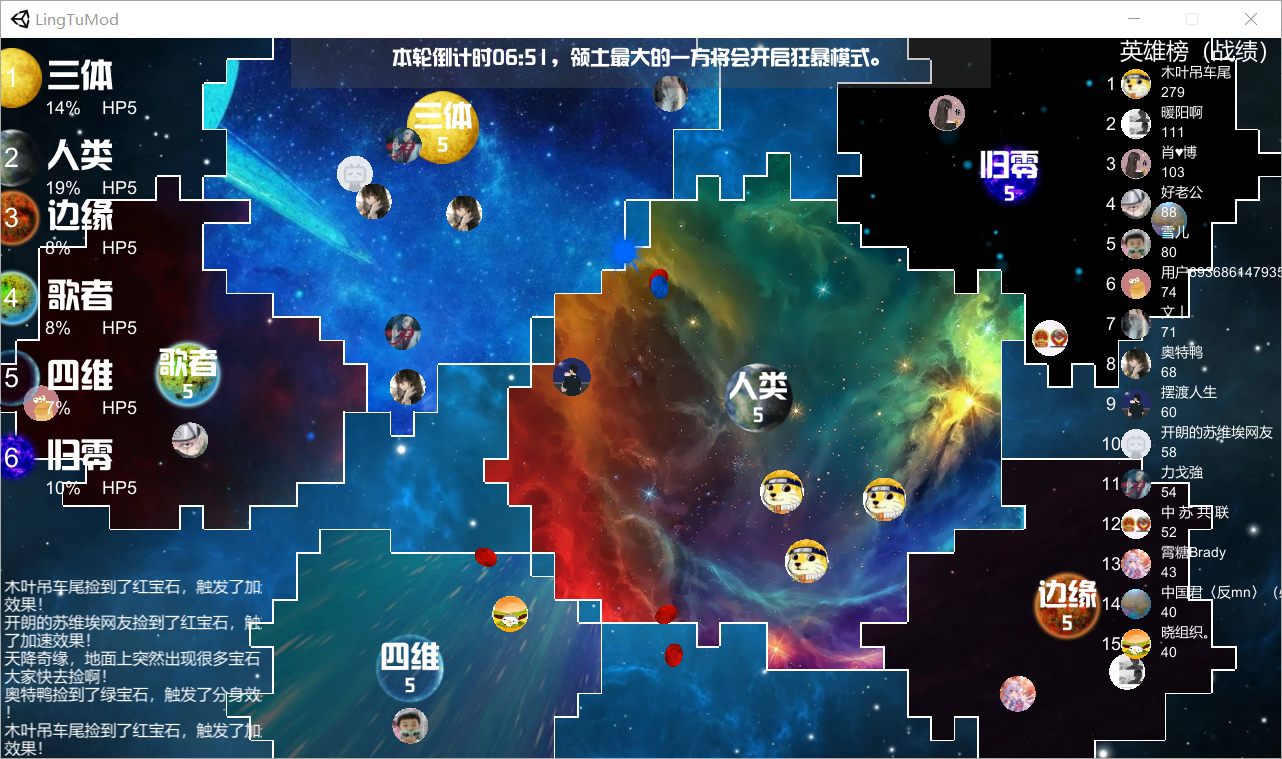 LingTuMod
本轮倒计时06:51，领土最大的一方将会开启狂暴模式。
1 三体
14% HP5
2 人类
19% HP5
3 边缘
8% HP5
4 歌者
8% HP5
5 四维
7% HP5
6 归零
10% HP5
三体
5
归零
5
歌者
5
人类
5
四维
5
边缘
5
英雄榜（战绩）
1 木叶吊车尾
279
2 暖阳啊
111
3 肖♥博
103
4 好老公
88
5 雪儿
80
6 用户693686147935
74
7 文丨
71
8 奥特鸭
68
9 摆渡人生
60
10 开朗的苏维埃网友
58
11 力戈強
54
12 中 苏 共 联
52
13 霄糖Brady
43
14 中国君（反mn）（
40
15 晓组织。
40
木叶吊车尾捡到了红宝石，触发了加
效果！
开朗的苏维埃网友捡到了红宝石，触
了加速效果！
天降奇缘，地面上突然出现很多宝石
大家快去捡啊！
奥特鸭捡到了绿宝石，触发了分身效
！
木叶吊车尾捡到了红宝石，触发了加
效果！